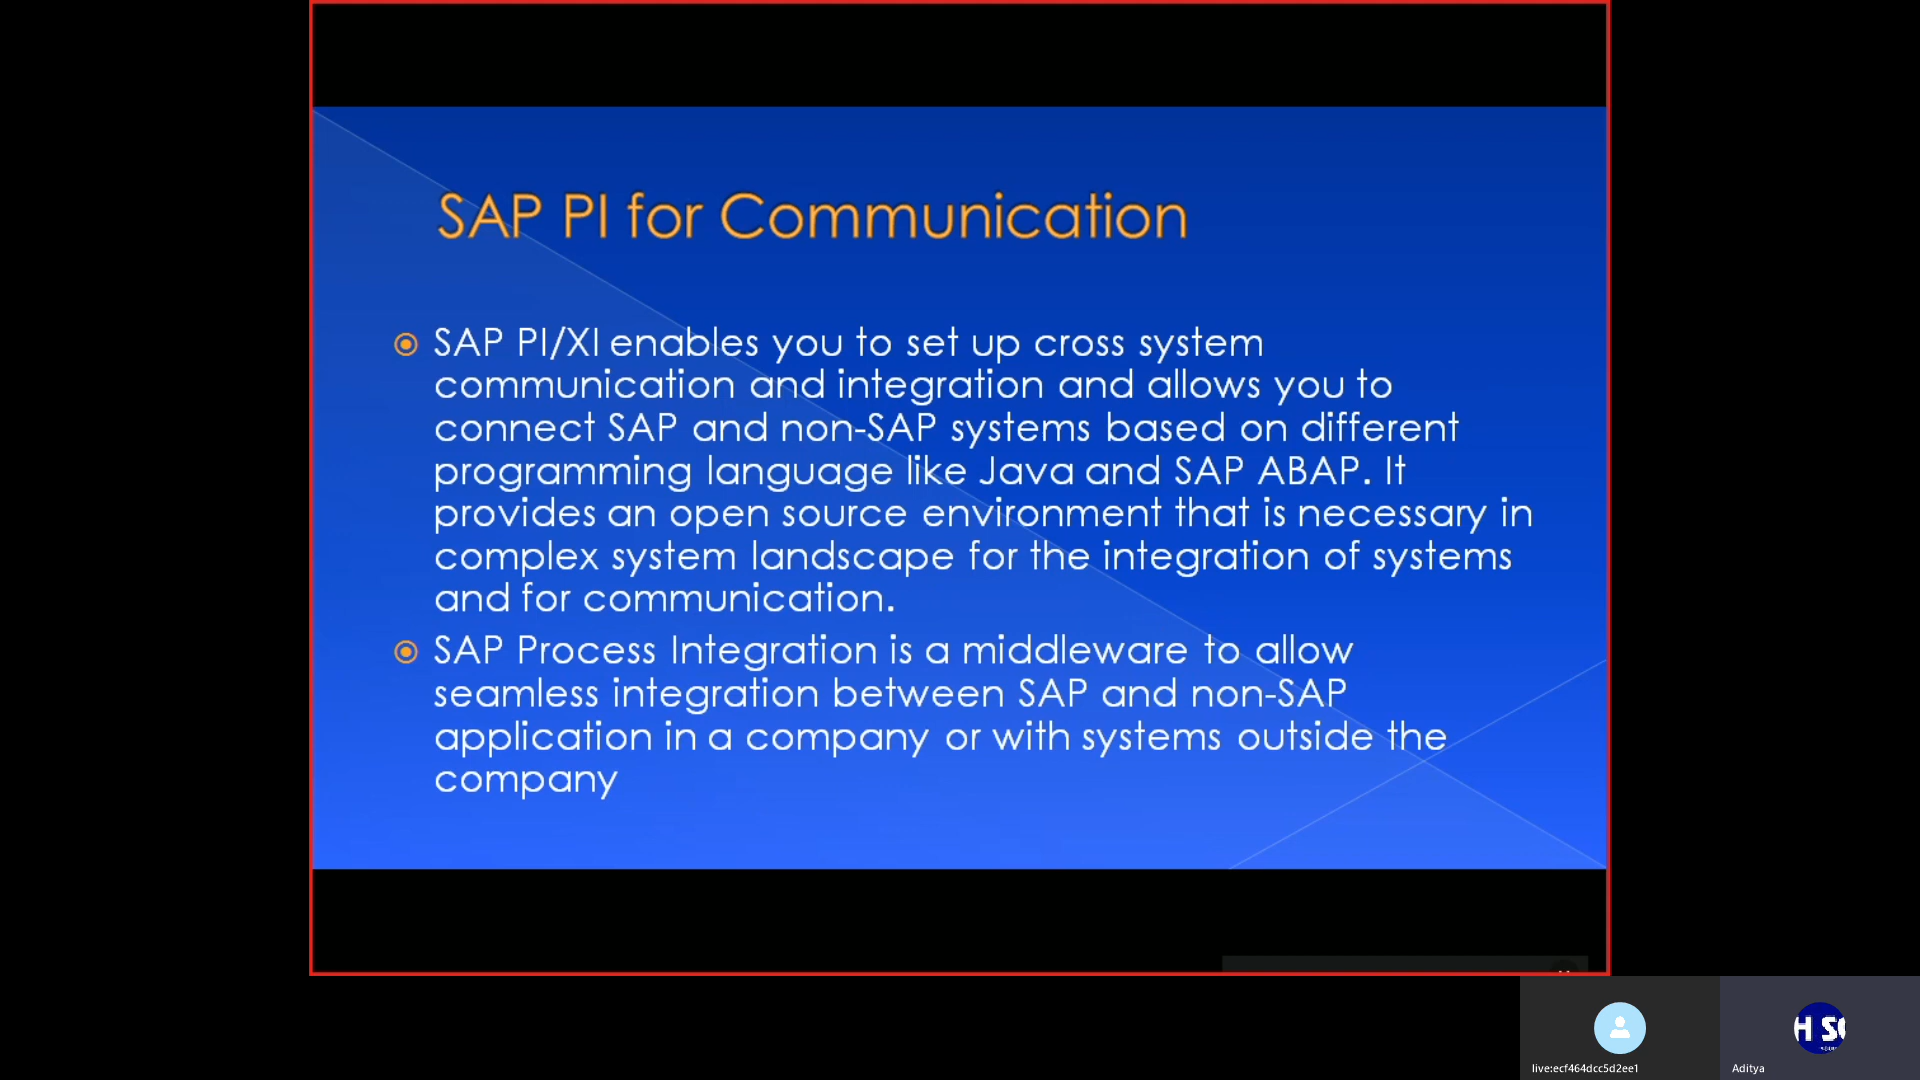 SAP PI for Communication
SAP PI/XI enables you to set up cross system
communication and integration and allows you to
connect SAP and non-SAP systems based on different
programming language like Java and SAP ABAP. It
provides an open source environment that is necessary in
complex system landscape for the integration of systems
and for communication.
SAP Process Integration is a middleware to allow
seamless integration between SAP and non-SAP
application in a company or with systems outside the
company
H S
live:ecf464dcc5d2ee1
Aditya